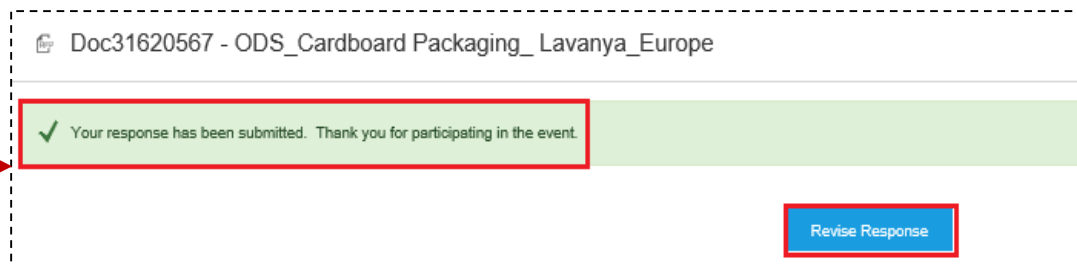 Doc31620567 - ODS_Cardboard Packaging_ Lavanya_Europe
Your response has been submitted. Thank you for participating in the event.
Revise Response